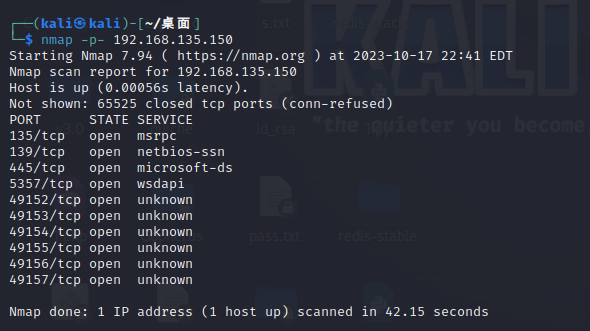 ┌──(kali㉿kali)-[~/桌面]
└─$ nmap -p- 192.168.135.150
Starting Nmap 7.94 ( https://nmap.org ) at 2023-10-17 22:41 EDT
Nmap scan report for 192.168.135.150
Host is up (0.00056s latency).
Not shown: 65525 closed tcp ports (conn-refused)
PORT      STATE SERVICE
135/tcp   open  msrpc
139/tcp   open  netbios-ssn
445/tcp   open  microsoft-ds
5357/tcp  open  wsdapi
49152/tcp open  unknown
49153/tcp open  unknown
49154/tcp open  unknown
49155/tcp open  unknown
49156/tcp open  unknown
49157/tcp open  unknown
Nmap done: 1 IP address (1 host up) scanned in 42.15 seconds
KALI
"the quieter you become,
id_rsa
pass.txt
redis-stable